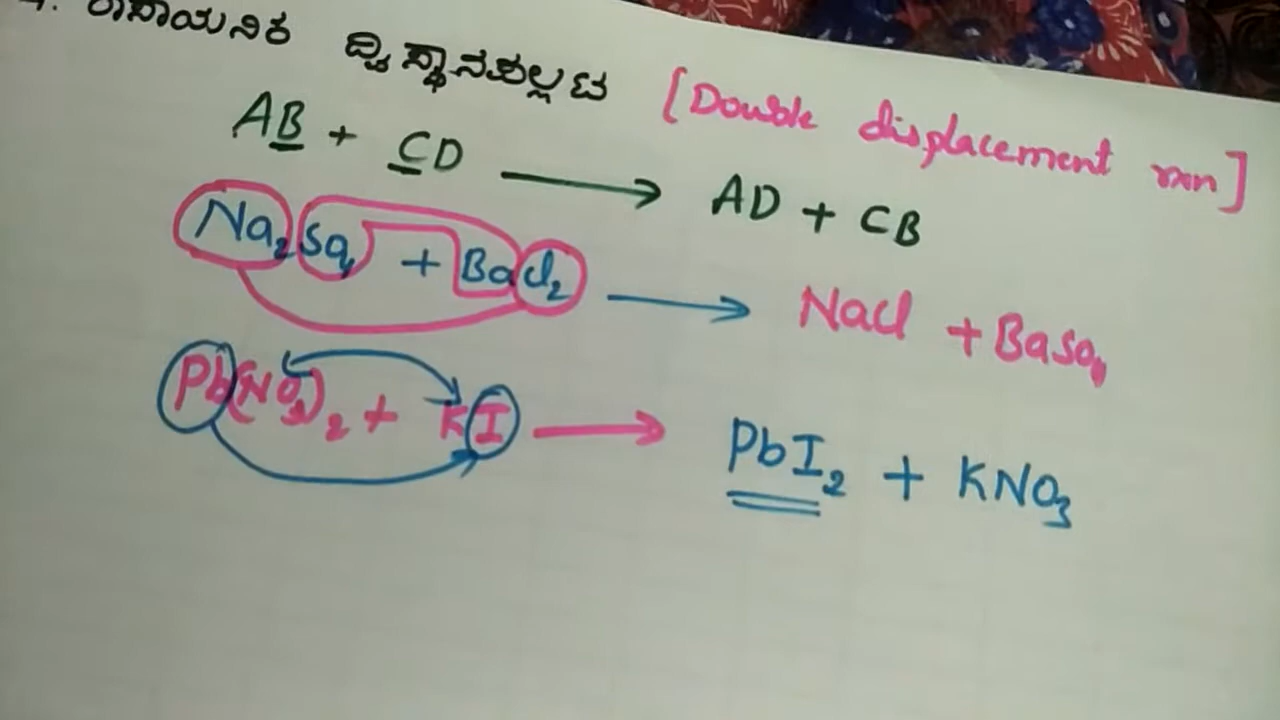 4. ರಾಸಾಯನಿಕ ದ್ವಿಸ್ಥಾನಪಲ್ಲಟ [Double displacement rxn]
AB + CD ⟶ AD + CB
Na₂SO₄ + BaCl₂ ⟶ NaCl + BaSO₄
Pb(NO₃)₂ + KI ⟶ PbI₂ + KNO₃